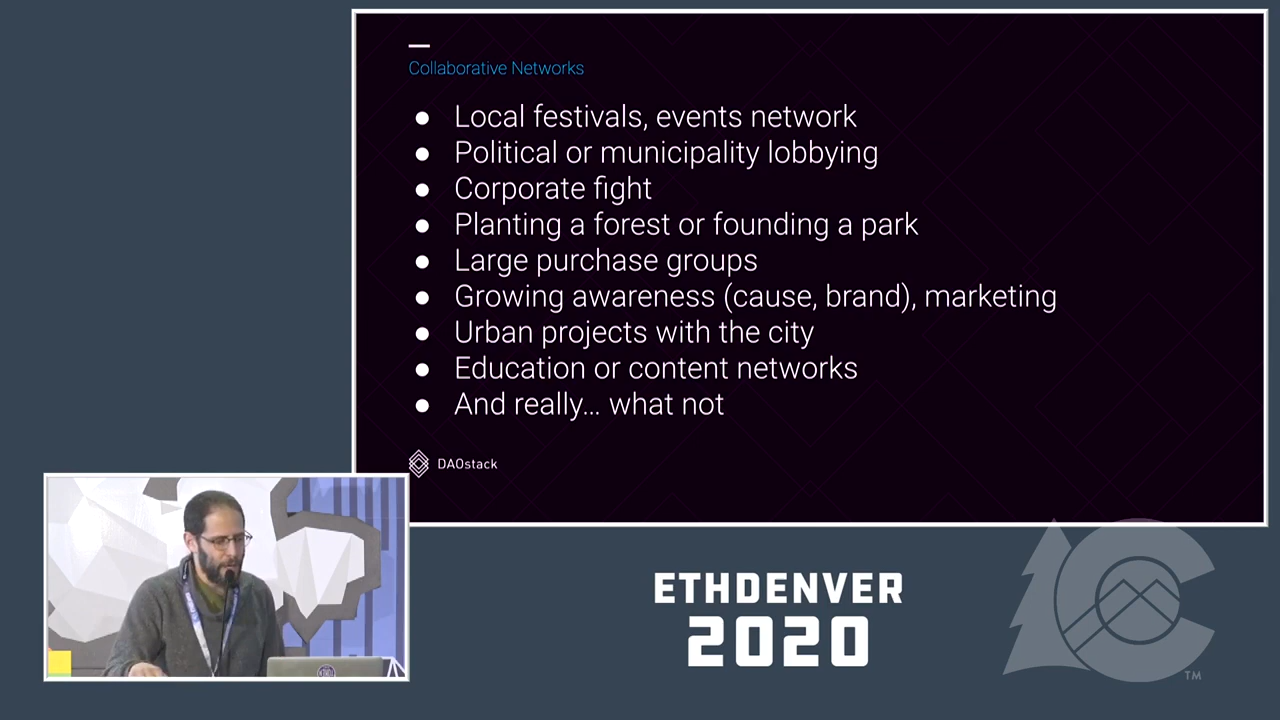 Collaborative Networks
● Local festivals, events network
● Political or municipality lobbying
● Corporate fight
● Planting a forest or founding a park
● Large purchase groups
● Growing awareness (cause, brand), marketing
● Urban projects with the city
● Education or content networks
● And really... what not
DAOstack
ETHDENVER
2020
TM